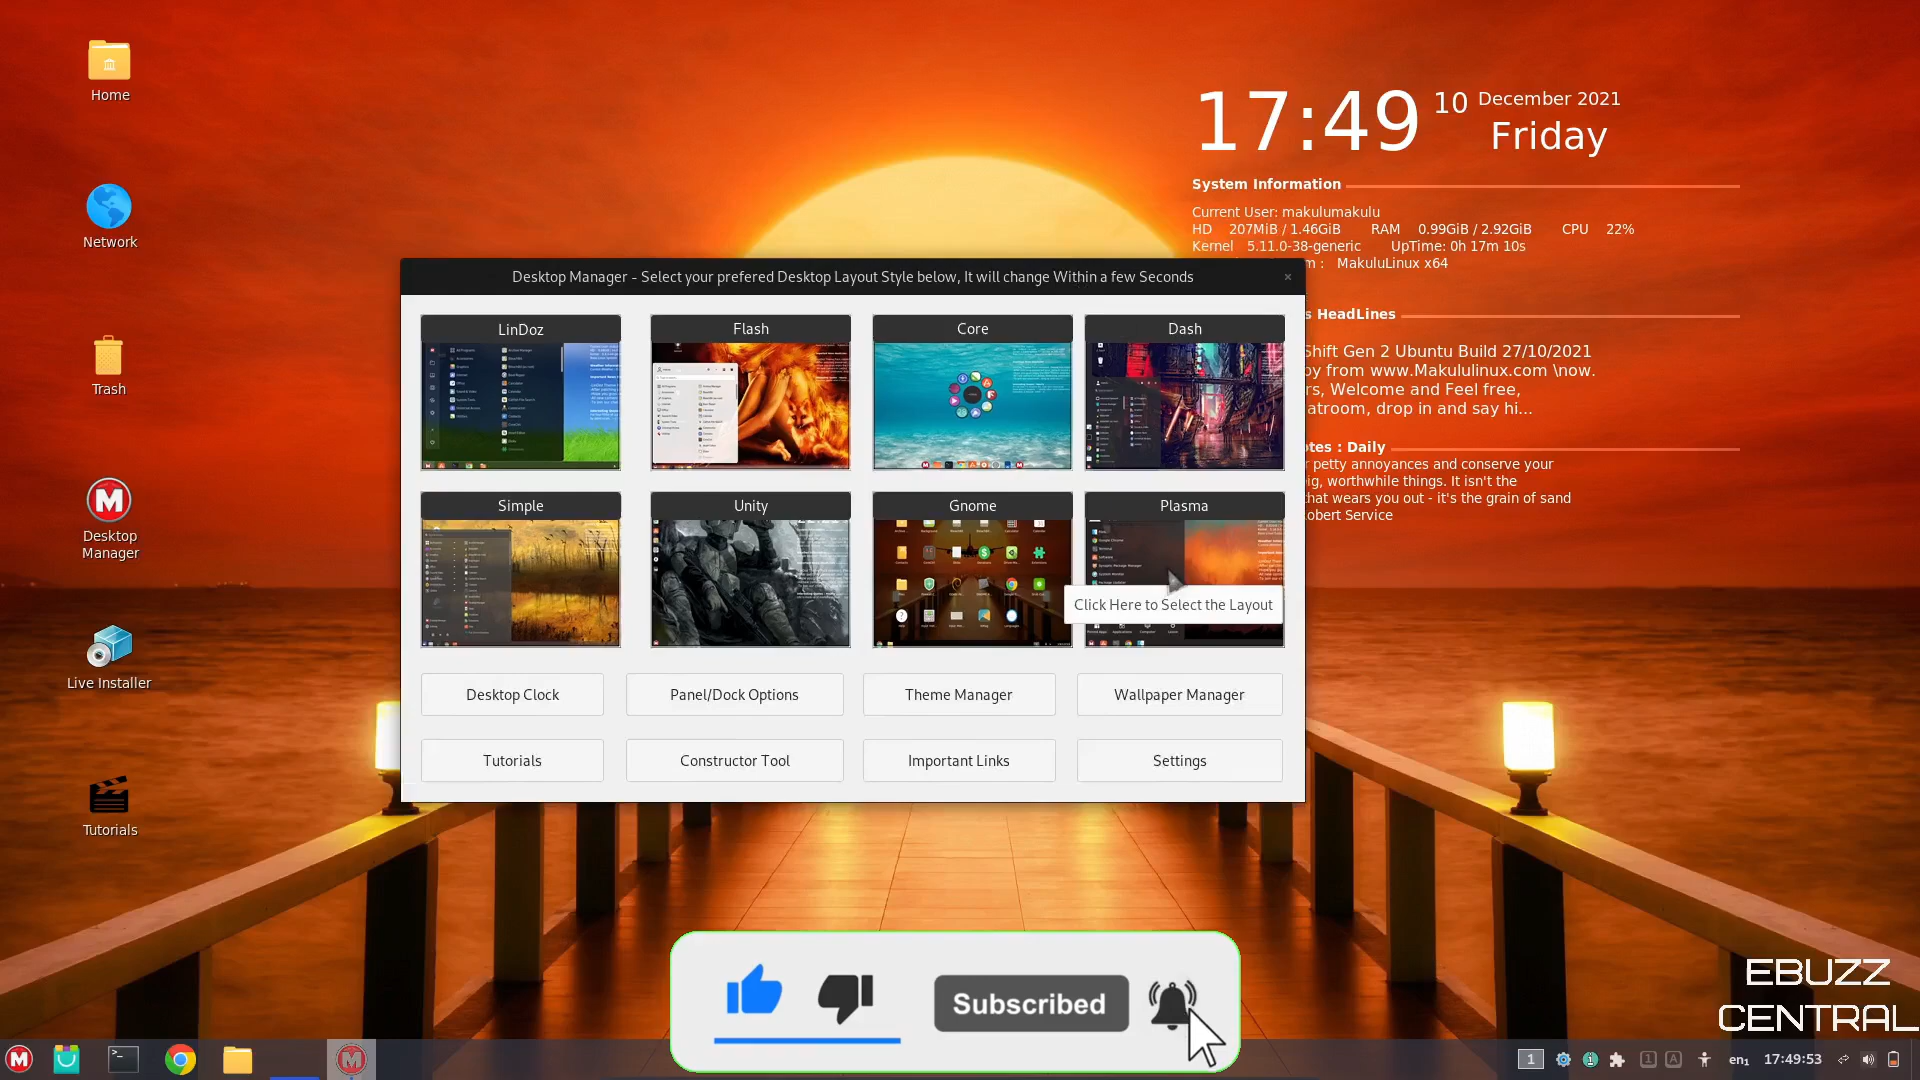 Home
Network
Trash
Desktop
Manager
Live Installer
Tutorials
17:49 10 December 2021
Friday
System Information
Current User: makulumakulu
HD 207MiB / 1.46GiB RAM 0.99GiB / 2.92GiB CPU 22%
Kernel 5.11.0-38-generic UpTime: 0h 17m 10s
m : MakuluLinux x64
s HeadLines
Shift Gen 2 Ubuntu Build 27/10/2021
by from www.Makululinux.com \now.
rs, Welcome and Feel free,
atroom, drop in and say hi...
otes : Daily
r petty annoyances and conserve your
ig, worthwhile things. It isn't the
that wears you out - it's the grain of sand
obert Service
Desktop Manager - Select your prefered Desktop Layout Style below, It will change Within a few Seconds
LinDoz
Flash
Core
Dash
Simple
Unity
Gnome
Plasma
Click Here to Select the Layout
Desktop Clock
Panel/Dock Options
Theme Manager
Wallpaper Manager
Tutorials
Constructor Tool
Important Links
Settings
Subscribed
EBUZZ
CENTRAL
1
1
A
en₁
17:49:53